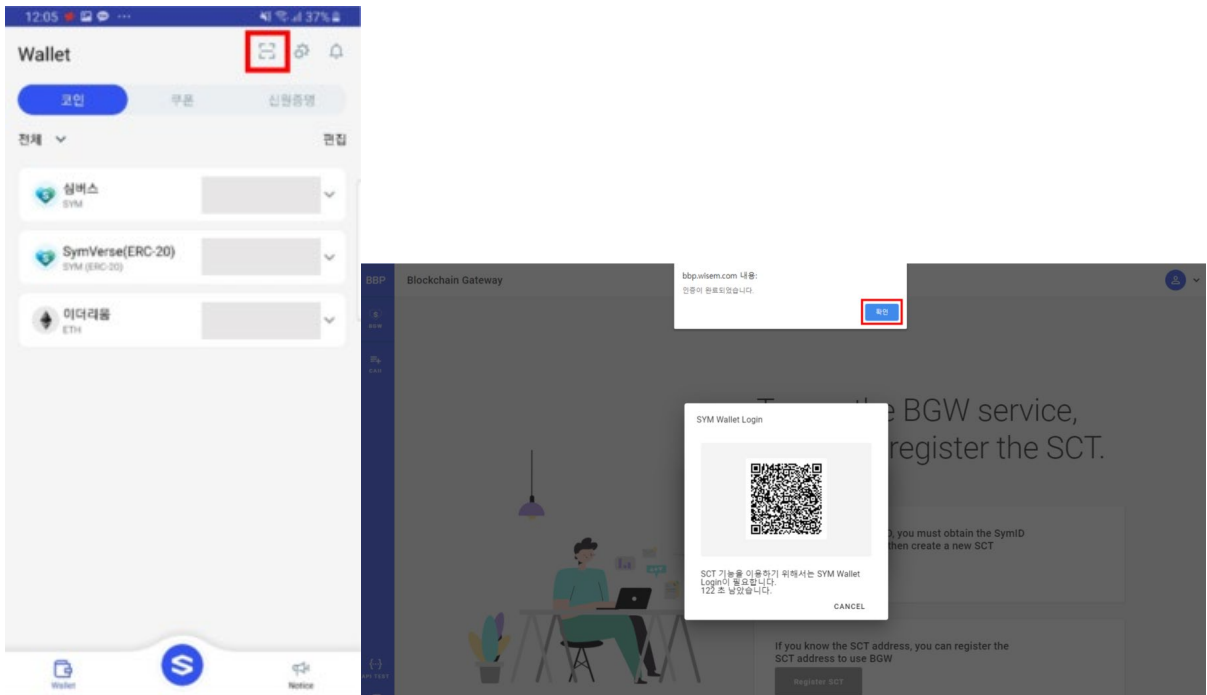 12:05
37%
Wallet
코인
쿠폰
신원증명
전체
편집
심버스
SYM
SymVerse(ERC-20)
SYM (ERC-20)
이더리움
ETH
Wallet
Notice
BBP
Blockchain Gateway
BGW
bbp.wisem.com 내용:
인증이 완료되었습니다.
확인
e BGW service,
register the SCT.
SYM Wallet Login
SCT 기능을 이용하기 위해서는 SYM Wallet
Login이 필요합니다.
122 초 남았습니다.
CANCEL
, you must obtain the SymID
then create a new SCT
If you know the SCT address, you can register the
SCT address to use BGW
Register SCT
API TEST